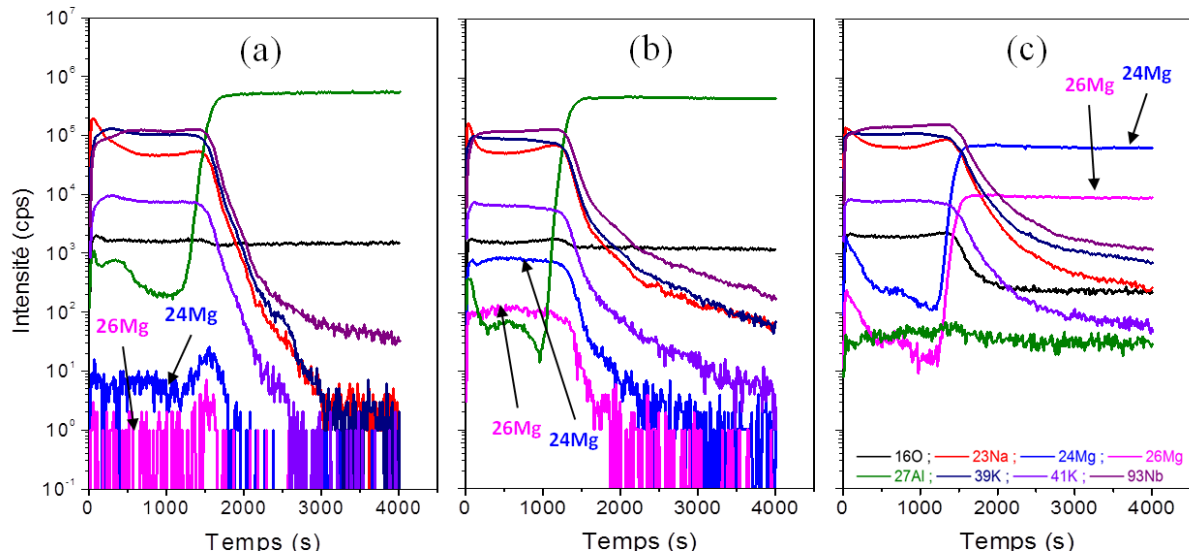 (a) (b) (c)
Intensité (cps)
10^7
10^6
10^5
10^4
10^3
10^2
10^1
10^0
10^-1
26Mg
24Mg
26Mg
24Mg
26Mg
24Mg
16O ; 23Na ; 24Mg ; 26Mg
27Al ; 39K ; 41K ; 93Nb
0 1000 2000 3000 4000 0 1000 2000 3000 4000 0 1000 2000 3000 4000
Temps (s) Temps (s) Temps (s)